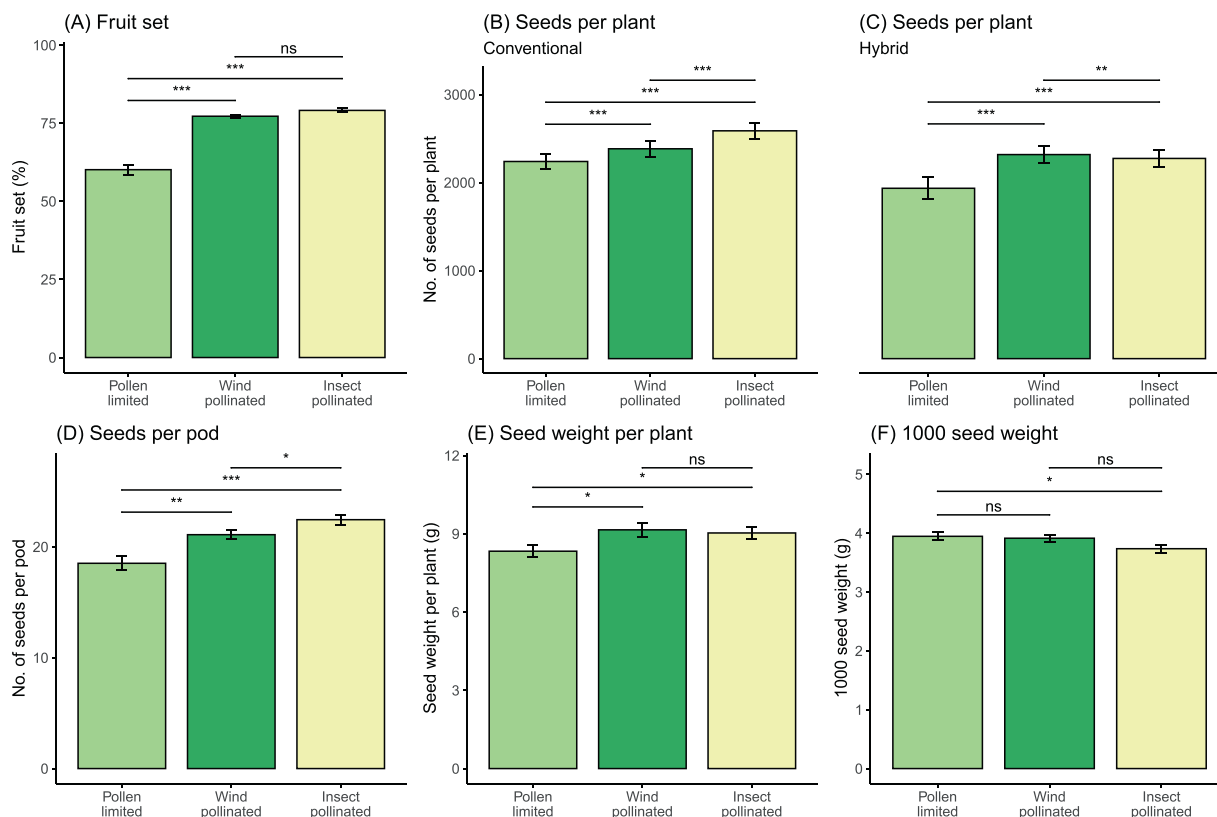 (A) Fruit set
Fruit set (%)
100
75
50
25
0
ns
***
***
Pollen
limited
Wind
pollinated
Insect
pollinated
(B) Seeds per plant
Conventional
No. of seeds per plant
3000
2000
1000
0
***
***
***
Pollen
limited
Wind
pollinated
Insect
pollinated
(C) Seeds per plant
Hybrid
**
***
***
Pollen
limited
Wind
pollinated
Insect
pollinated
(D) Seeds per pod
No. of seeds per pod
20
10
0
*
***
**
Pollen
limited
Wind
pollinated
Insect
pollinated
(E) Seed weight per plant
Seed weight per plant (g)
12
9
6
3
0
ns
*
*
Pollen
limited
Wind
pollinated
Insect
pollinated
(F) 1000 seed weight
1000 seed weight (g)
5
4
3
2
1
0
ns
*
ns
Pollen
limited
Wind
pollinated
Insect
pollinated